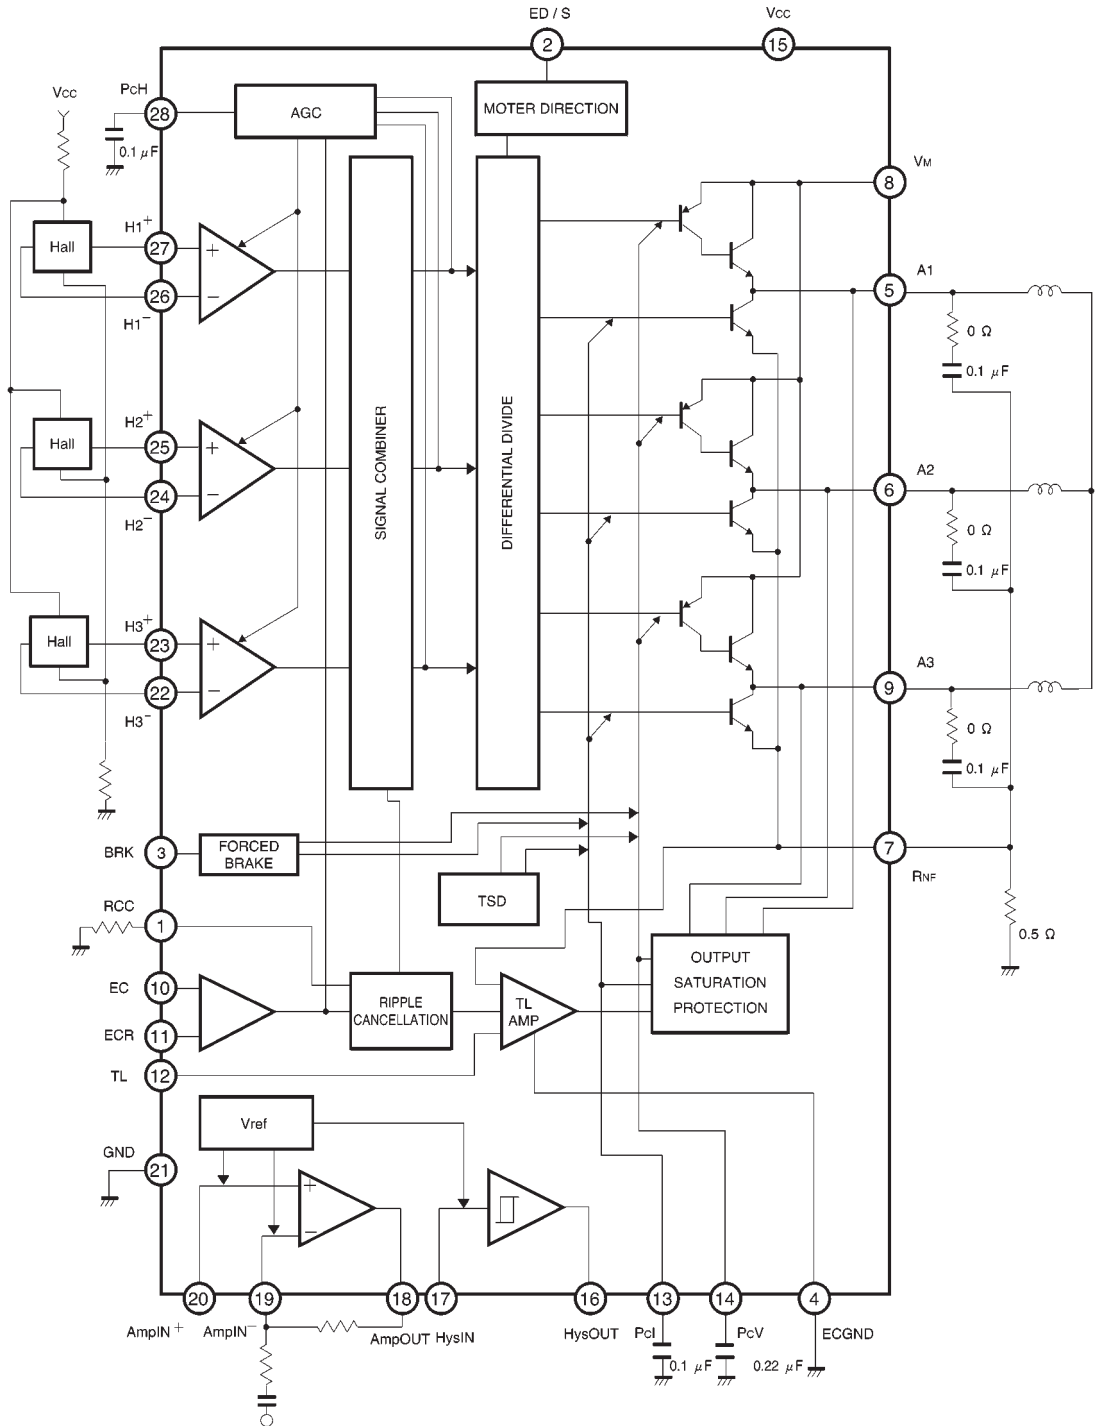 ED / S
VCC
2
15
PCH
28
AGC
MOTER DIRECTION
VCC
0.1 μF
VM
8
H1+
Hall
27
+
26
−
H1−
A1
5
0 Ω
0.1 μF
SIGNAL COMBINER
DIFFERENTIAL DIVIDE
H2+
Hall
25
+
24
−
H2−
A2
6
0 Ω
0.1 μF
H3+
Hall
23
+
22
−
H3−
A3
9
0 Ω
0.1 μF
BRK
3
FORCED
BRAKE
7
RNF
TSD
RCC
1
0.5 Ω
OUTPUT
SATURATION
PROTECTION
EC
10
RIPPLE
CANCELLATION
TL
AMP
ECR
11
TL
12
Vref
GND
21
+
−
20
19
18
17
16
13
14
4
AmpIN+
AmpIN−
AmpOUT
HysIN
HysOUT
PCI
PCV
ECGND
0.1 μF
0.22 μF